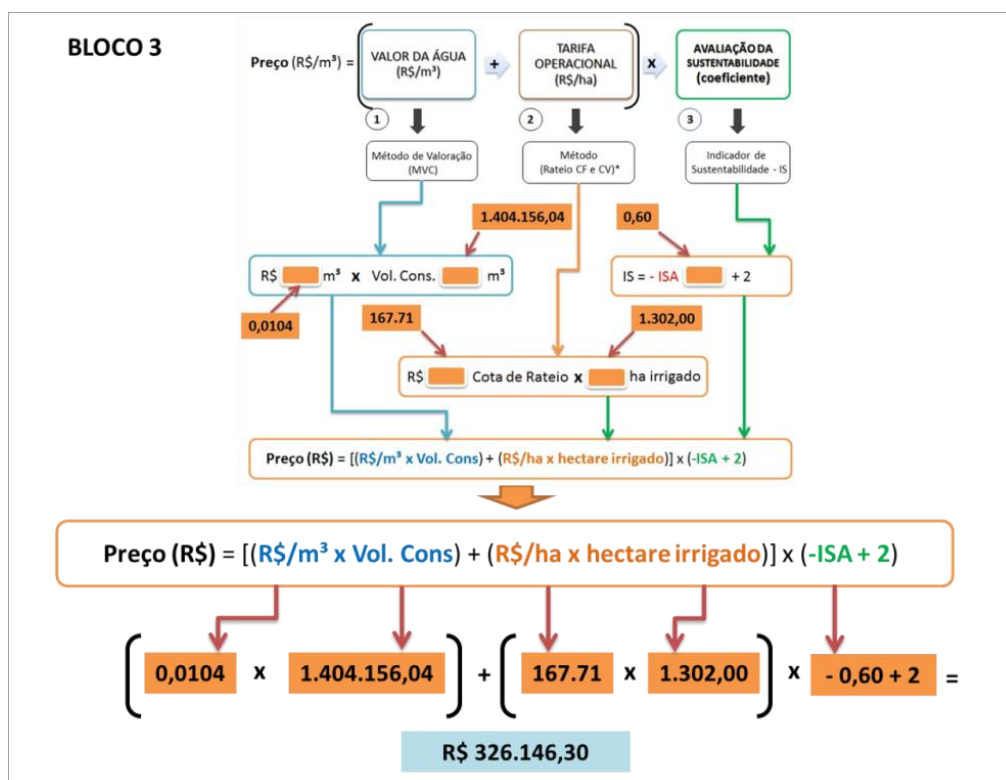 BLOCO 3
Preço (R$/m³) =
VALOR DA ÁGUA
(R$/m³)
+
TARIFA
OPERACIONAL
(R$/ha)
x
AVALIAÇÃO DA
SUSTENTABILIDADE
(coeficiente)
1
2
3
Método de Valoração
(MVC)
Método
(Rateio CF e CV)*
Indicador de
Sustentabilidade - IS
1.404.156,04
0,60
R$ m³ x Vol. Cons. m³
IS = - ISA + 2
0,0104
167.71
1.302,00
R$ Cota de Rateio x ha irrigado
Preço (R$) = [(R$/m³ x Vol. Cons) + (R$/ha x hectare irrigado)] x (-ISA + 2)
Preço (R$) = [(R$/m³ x Vol. Cons) + (R$/ha x hectare irrigado)] x (-ISA + 2)
( 0,0104 x 1.404.156,04 ) + ( 167.71 x 1.302,00 ) x - 0,60 + 2 =
R$ 326.146,30